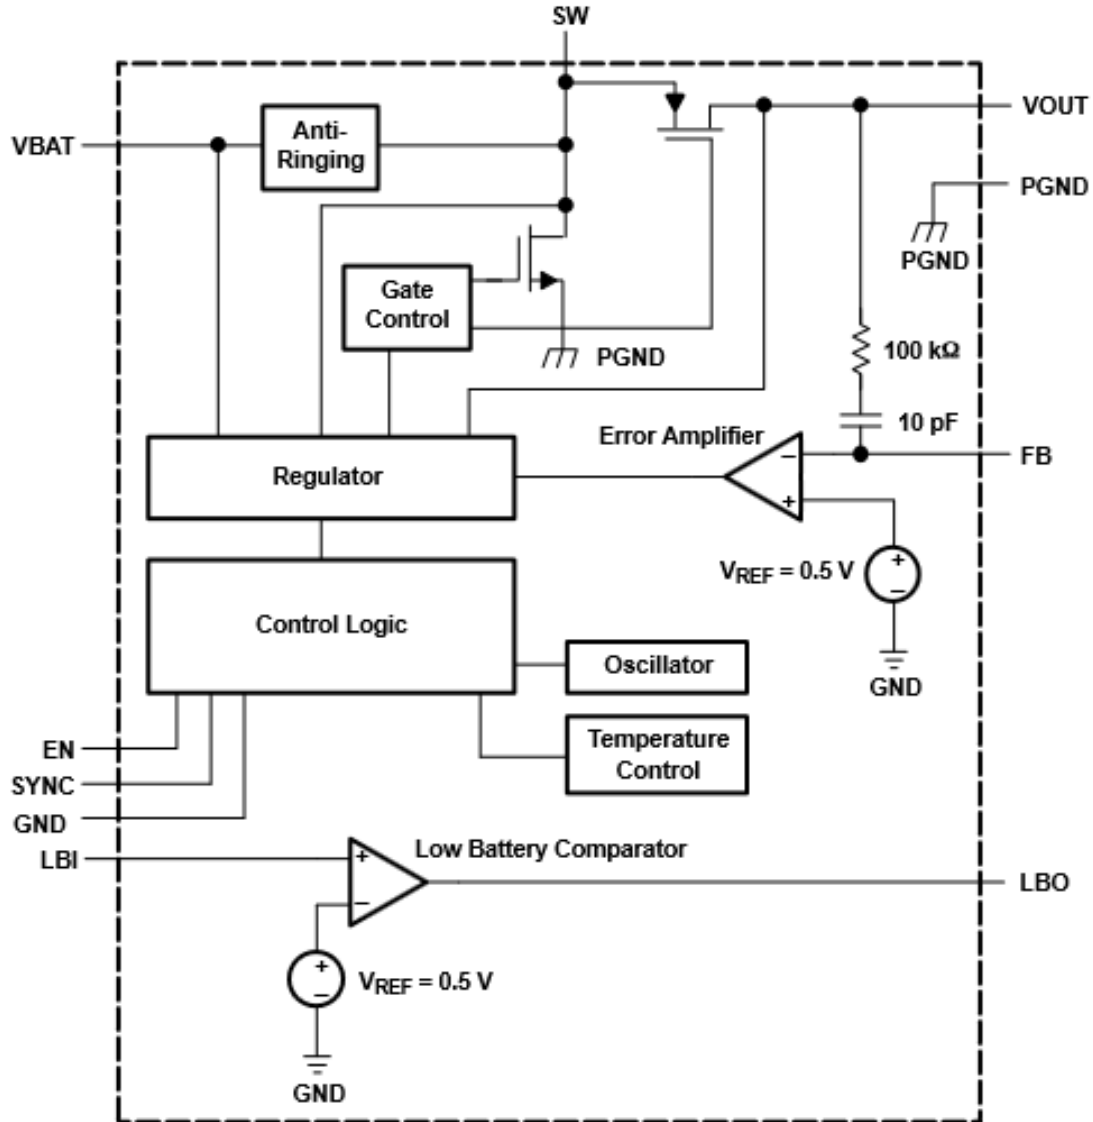 SW
VBAT
Anti-
Ringing
VOUT
PGND
PGND
Gate
Control
PGND
100 kΩ
10 pF
Error Amplifier
−
+
FB
Regulator
VREF = 0.5 V
+
−
GND
Control Logic
Oscillator
Temperature
Control
EN
SYNC
GND
LBI
+
−
Low Battery Comparator
LBO
+
−
VREF = 0.5 V
GND